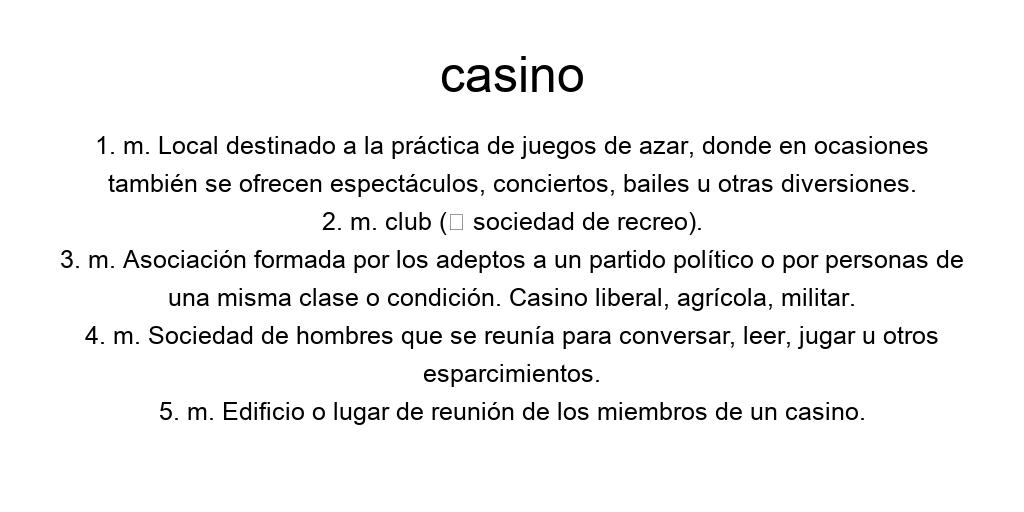 casino
1. m. Local destinado a la práctica de juegos de azar, donde en ocasiones
también se ofrecen espectáculos, conciertos, bailes u otras diversiones.
2. m. club (□ sociedad de recreo).
3. m. Asociación formada por los adeptos a un partido político o por personas de
una misma clase o condición. Casino liberal, agrícola, militar.
4. m. Sociedad de hombres que se reunía para conversar, leer, jugar u otros
esparcimientos.
5. m. Edificio o lugar de reunión de los miembros de un casino.